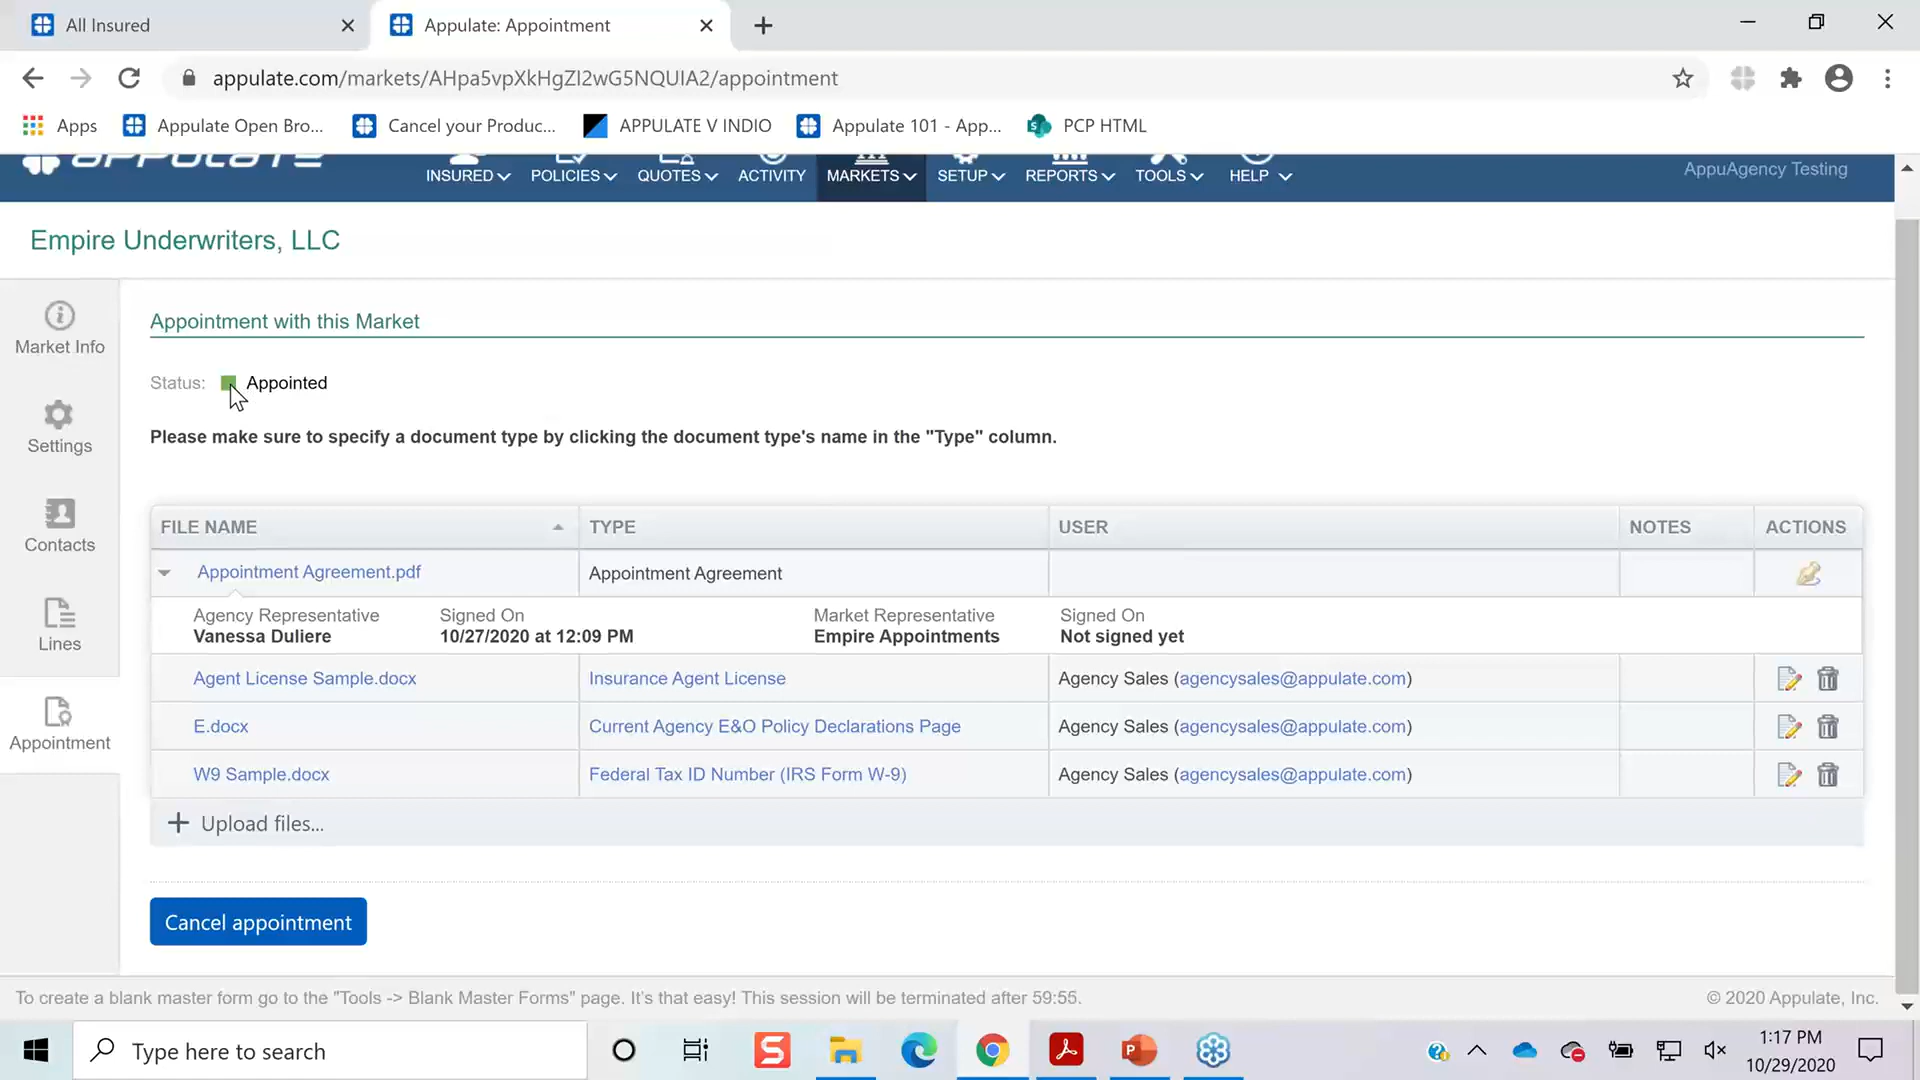 All Insured
Appulate: Appointment
appulate.com/markets/AHpa5vpXkHgZl2wG5NQUIA2/appointment
Apps
Appulate Open Bro...
Cancel your Produc...
APPULATE V INDIO
Appulate 101 - App...
PCP HTML
APPULATE
INSURED
POLICIES
QUOTES
ACTIVITY
MARKETS
SETUP
REPORTS
TOOLS
HELP
AppuAgency Testing
Empire Underwriters, LLC
Market Info
Settings
Contacts
Lines
Appointment
Appointment with this Market
Status: Appointed
Please make sure to specify a document type by clicking the document type's name in the "Type" column.
FILE NAME TYPE USER NOTES ACTIONS
Appointment Agreement.pdf Appointment Agreement
Agency Representative Signed On Market Representative Signed On
Vanessa Duliere 10/27/2020 at 12:09 PM Empire Appointments Not signed yet
Agent License Sample.docx Insurance Agent License Agency Sales (agencysales@appulate.com)
E.docx Current Agency E&O Policy Declarations Page Agency Sales (agencysales@appulate.com)
W9 Sample.docx Federal Tax ID Number (IRS Form W-9) Agency Sales (agencysales@appulate.com)
Upload files...
Cancel appointment
To create a blank master form go to the "Tools -> Blank Master Forms" page. It's that easy! This session will be terminated after 59:55.
© 2020 Appulate, Inc.
Type here to search
1:17 PM
10/29/2020